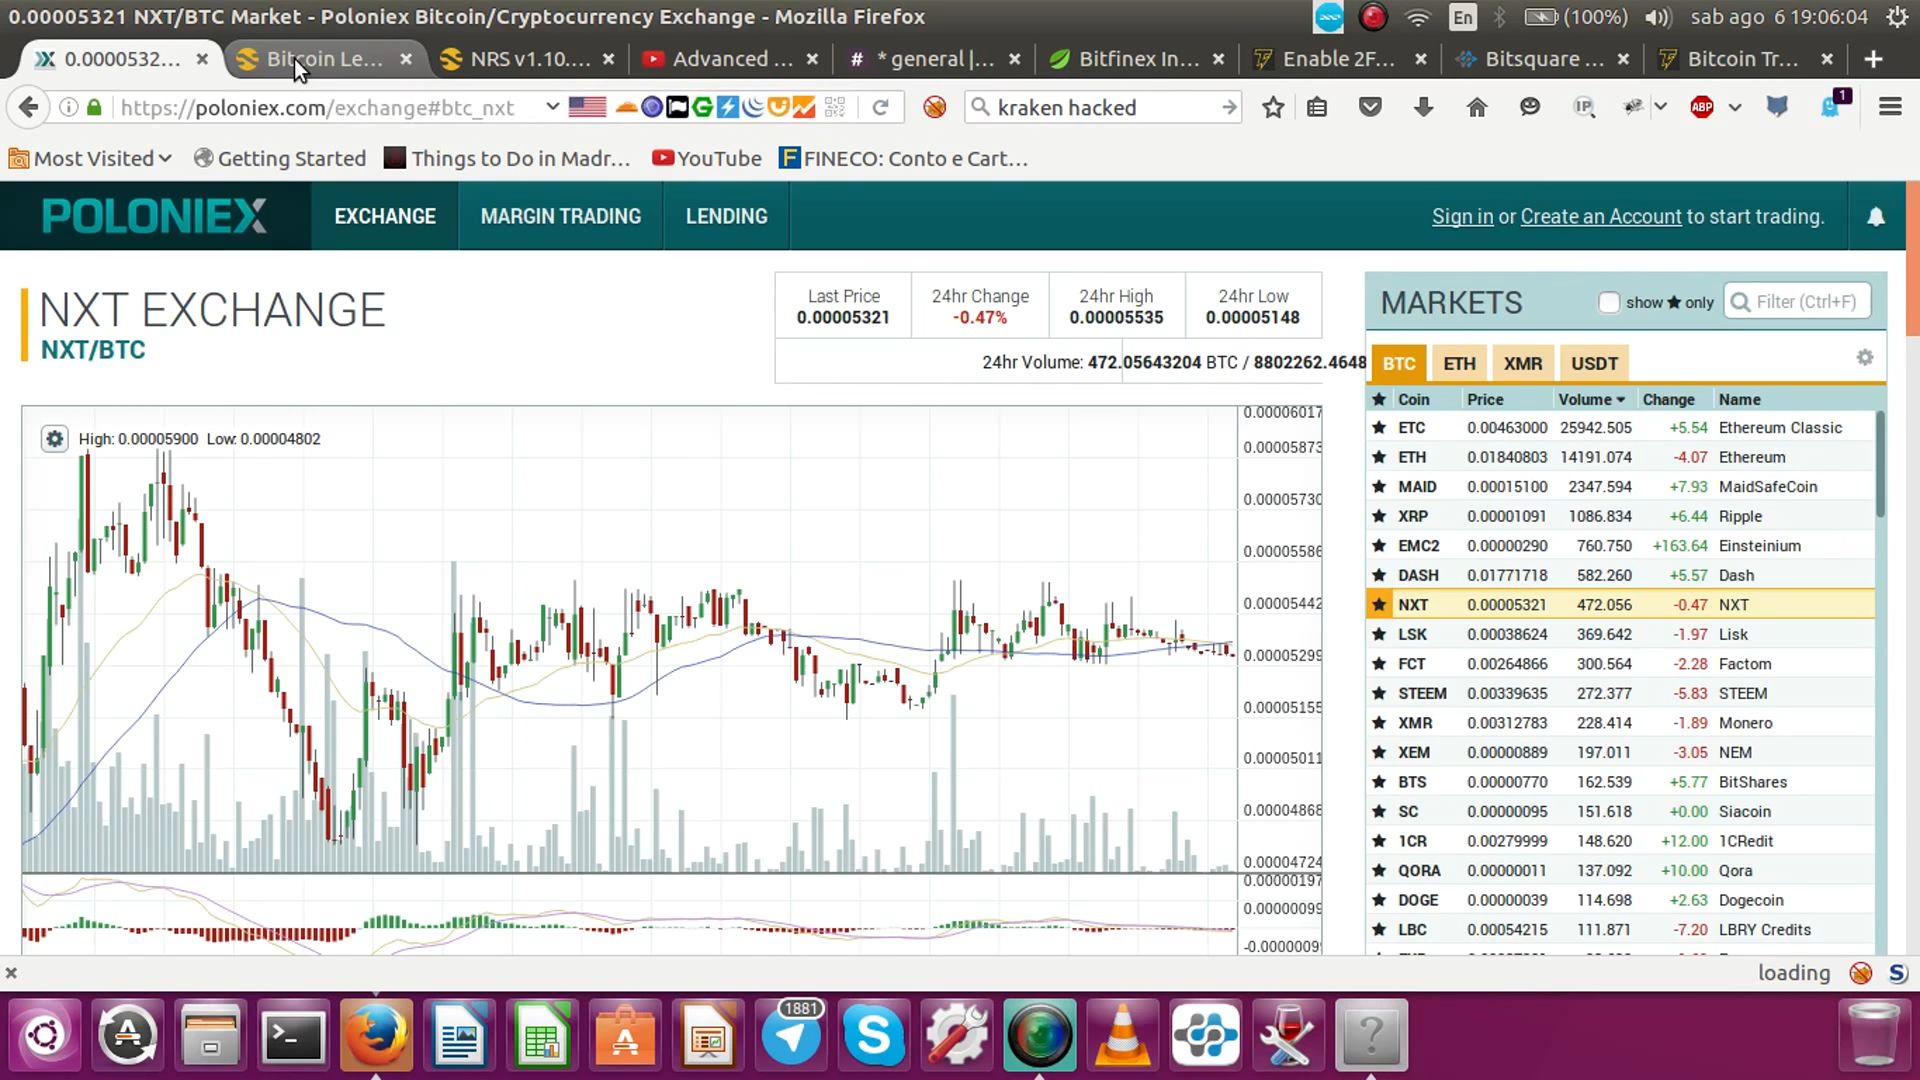 0.00005321 NXT/BTC Market - Poloniex Bitcoin/Cryptocurrency Exchange - Mozilla Firefox
En (100%) sab ago 6 19:06:04
0.0000532... Bitcoin Le... NRS v1.10.... Advanced ... * general |... Bitfinex In... Enable 2F... Bitsquare ... Bitcoin Tr...
https://poloniex.com/exchange#btc_nxt kraken hacked IP ABP 1
Most Visited Getting Started Things to Do in Madr... YouTube FINECO: Conto e Cart...
POLONIEX EXCHANGE MARGIN TRADING LENDING Sign in or Create an Account to start trading.
NXT EXCHANGE
NXT/BTC
Last Price 24hr Change 24hr High 24hr Low
0.00005321 -0.47% 0.00005535 0.00005148
24hr Volume: 472.05643204 BTC / 8802262.4648
High: 0.00005900 Low: 0.00004802
0.00006017
0.00005873
0.00005730
0.00005586
0.00005442
0.00005299
0.00005155
0.00005011
0.00004868
0.00004724
0.00000197
0.00000099
-0.00000099
MARKETS show ★ only Filter (Ctrl+F)
BTC ETH XMR USDT
★ Coin Price Volume Change Name
ETC 0.00463000 25942.505 +5.54 Ethereum Classic
ETH 0.01840803 14191.074 -4.07 Ethereum
MAID 0.00015100 2347.594 +7.93 MaidSafeCoin
XRP 0.00001091 1086.834 +6.44 Ripple
EMC2 0.00000290 760.750 +163.64 Einsteinium
DASH 0.01771718 582.260 +5.57 Dash
NXT 0.00005321 472.056 -0.47 NXT
LSK 0.00038624 369.642 -1.97 Lisk
FCT 0.00264866 300.564 -2.28 Factom
STEEM 0.00339635 272.377 -5.83 STEEM
XMR 0.00312783 228.414 -1.89 Monero
XEM 0.00000889 197.011 -3.05 NEM
BTS 0.00000770 162.539 +5.77 BitShares
SC 0.00000095 151.618 +0.00 Siacoin
1CR 0.00279999 148.620 +12.00 1CRedit
QORA 0.00000011 137.092 +10.00 Qora
DOGE 0.00000039 114.698 +2.63 Dogecoin
LBC 0.00054215 111.871 -7.20 LBRY Credits
loading
1881